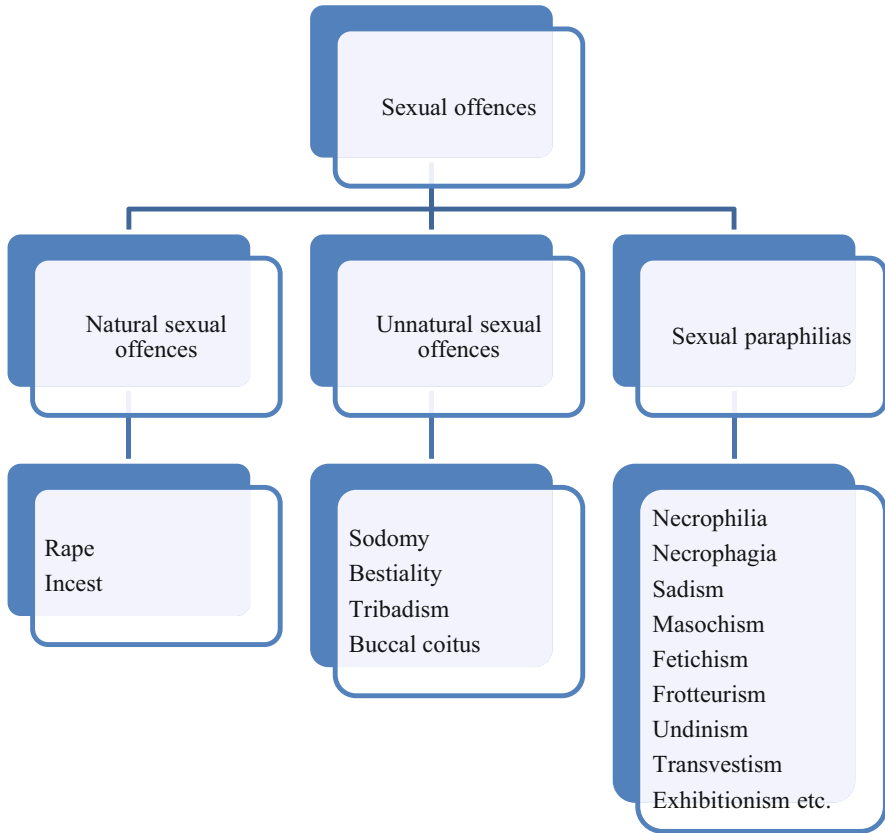 Sexual offences
Natural sexual
offences
Unnatural sexual
offences
Sexual paraphilias
Rape
Incest
Sodomy
Bestiality
Tribadism
Buccal coitus
Necrophilia
Necrophagia
Sadism
Masochism
Fetichism
Frotteurism
Undinism
Transvestism
Exhibitionism etc.